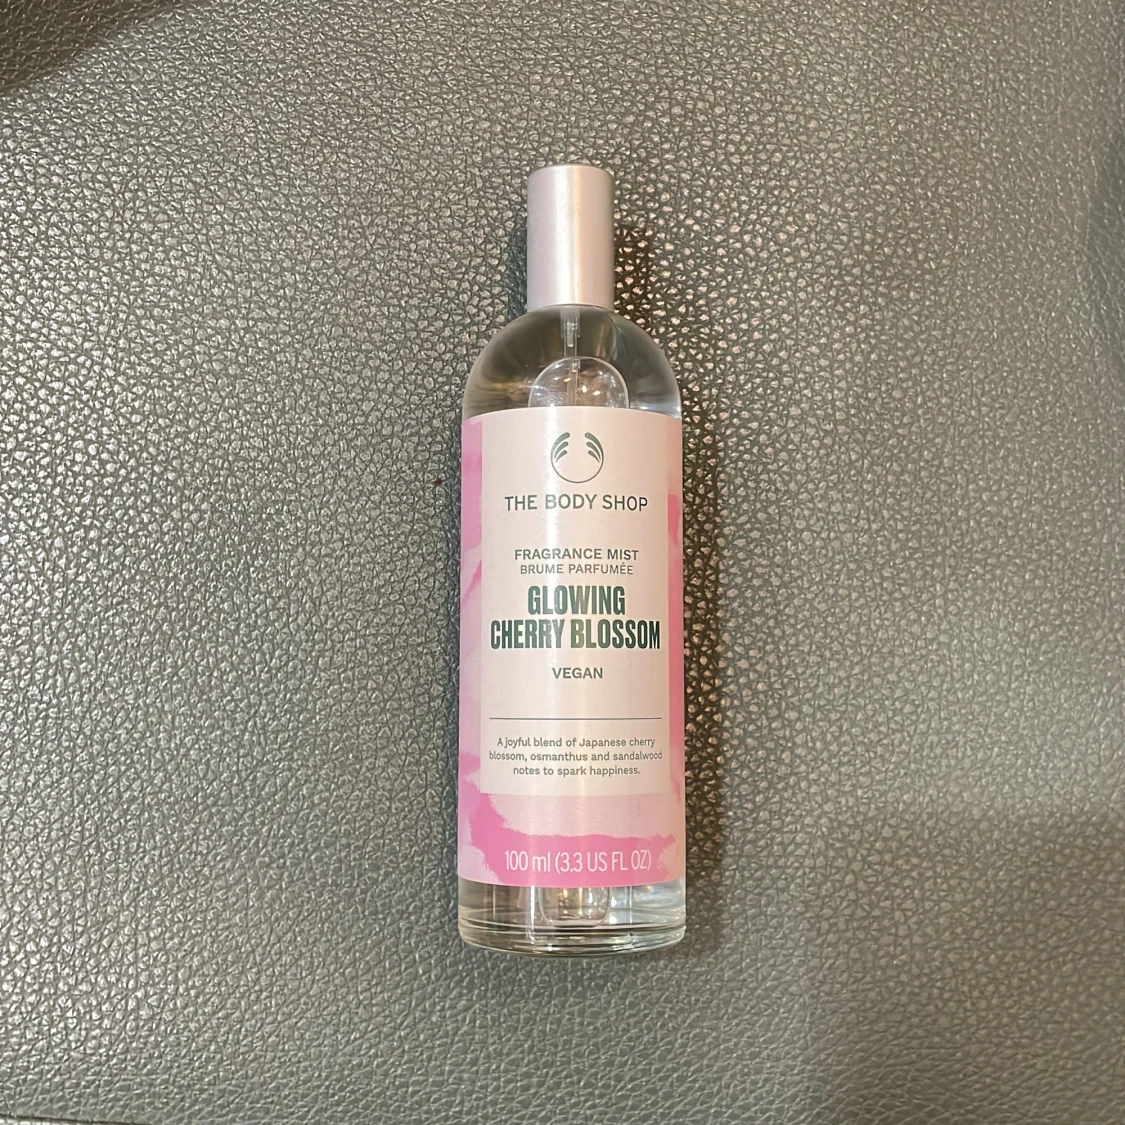 THE BODY SHOP
FRAGRANCE MIST
BRUME PARFUMÉE
GLOWING
CHERRY BLOSSOM
VEGAN
A joyful blend of Japanese cherry
blossom, osmanthus and sandalwood
notes to spark happiness.
100 ml (3.3 US FL OZ)